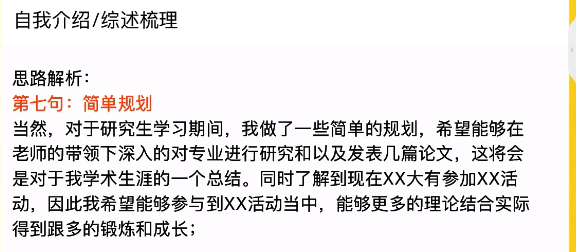 自我介绍/综述梳理
思路解析：
第七句：简单规划
当然，对于研究生学习期间，我做了一些简单的规划，希望能够在
老师的带领下深入的对专业进行研究和以及发表几篇论文，这将会
是对于我学术生涯的一个总结。同时了解到现在XX大有参加XX活
动，因此我希望能够参与到XX活动当中，能够更多的理论结合实际
得到跟多的锻炼和成长；